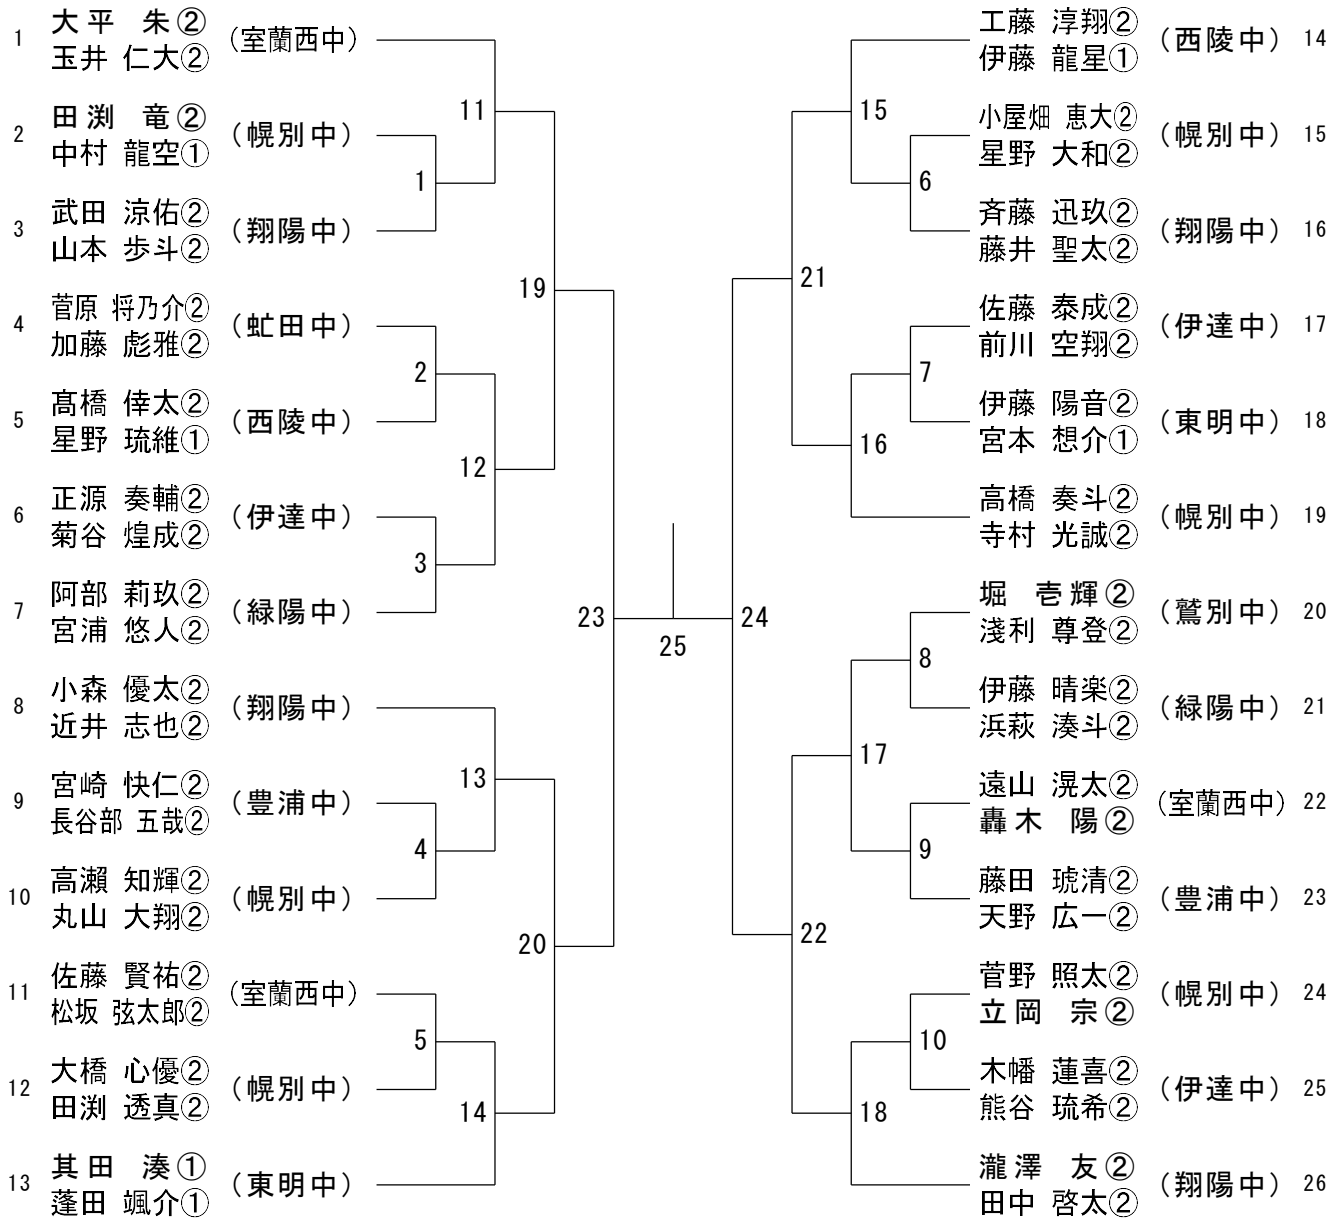 1 大平 朱② (室蘭西中)
玉井 仁大②
2 田渕 竜② (幌別中)
中村 龍空①
3 武田 涼佑② (翔陽中)
山本 歩斗②
4 菅原 将乃介② (虻田中)
加藤 彪雅②
5 髙橋 倖太② (西陵中)
星野 琉維①
6 正源 奏輔② (伊達中)
菊谷 煌成②
7 阿部 莉玖② (緑陽中)
宮浦 悠人②
8 小森 優太② (翔陽中)
近井 志也②
9 宮崎 快仁② (豊浦中)
長谷部 五哉②
10 高瀨 知輝② (幌別中)
丸山 大翔②
11 佐藤 賢祐② (室蘭西中)
松坂 弦太郎②
12 大橋 心優② (幌別中)
田渕 透真②
13 其田 湊① (東明中)
蓬田 颯介①
11
1
19
2
12
3
23
13
4
20
5
14
25
15
6
21
7
16
24
8
17
9
22
10
18
工藤 淳翔② (西陵中) 14
伊藤 龍星①
小屋畑 恵大② (幌別中) 15
星野 大和②
斉藤 迅玖② (翔陽中) 16
藤井 聖太②
佐藤 泰成② (伊達中) 17
前川 空翔②
伊藤 陽音② (東明中) 18
宮本 想介①
高橋 奏斗② (幌別中) 19
寺村 光誠②
堀 壱輝② (鷲別中) 20
淺利 尊登②
伊藤 晴楽② (緑陽中) 21
浜萩 湊斗②
遠山 滉太② (室蘭西中) 22
轟木 陽②
藤田 琥清② (豊浦中) 23
天野 広一②
菅野 照太② (幌別中) 24
立岡 宗②
木幡 蓮喜② (伊達中) 25
熊谷 琉希②
瀧澤 友② (翔陽中) 26
田中 啓太②